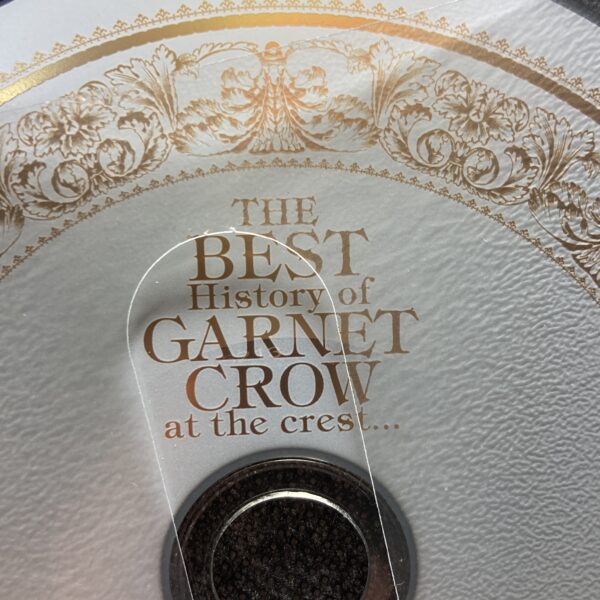 THE
BEST
History of
GARNET
CROW
at the crest...